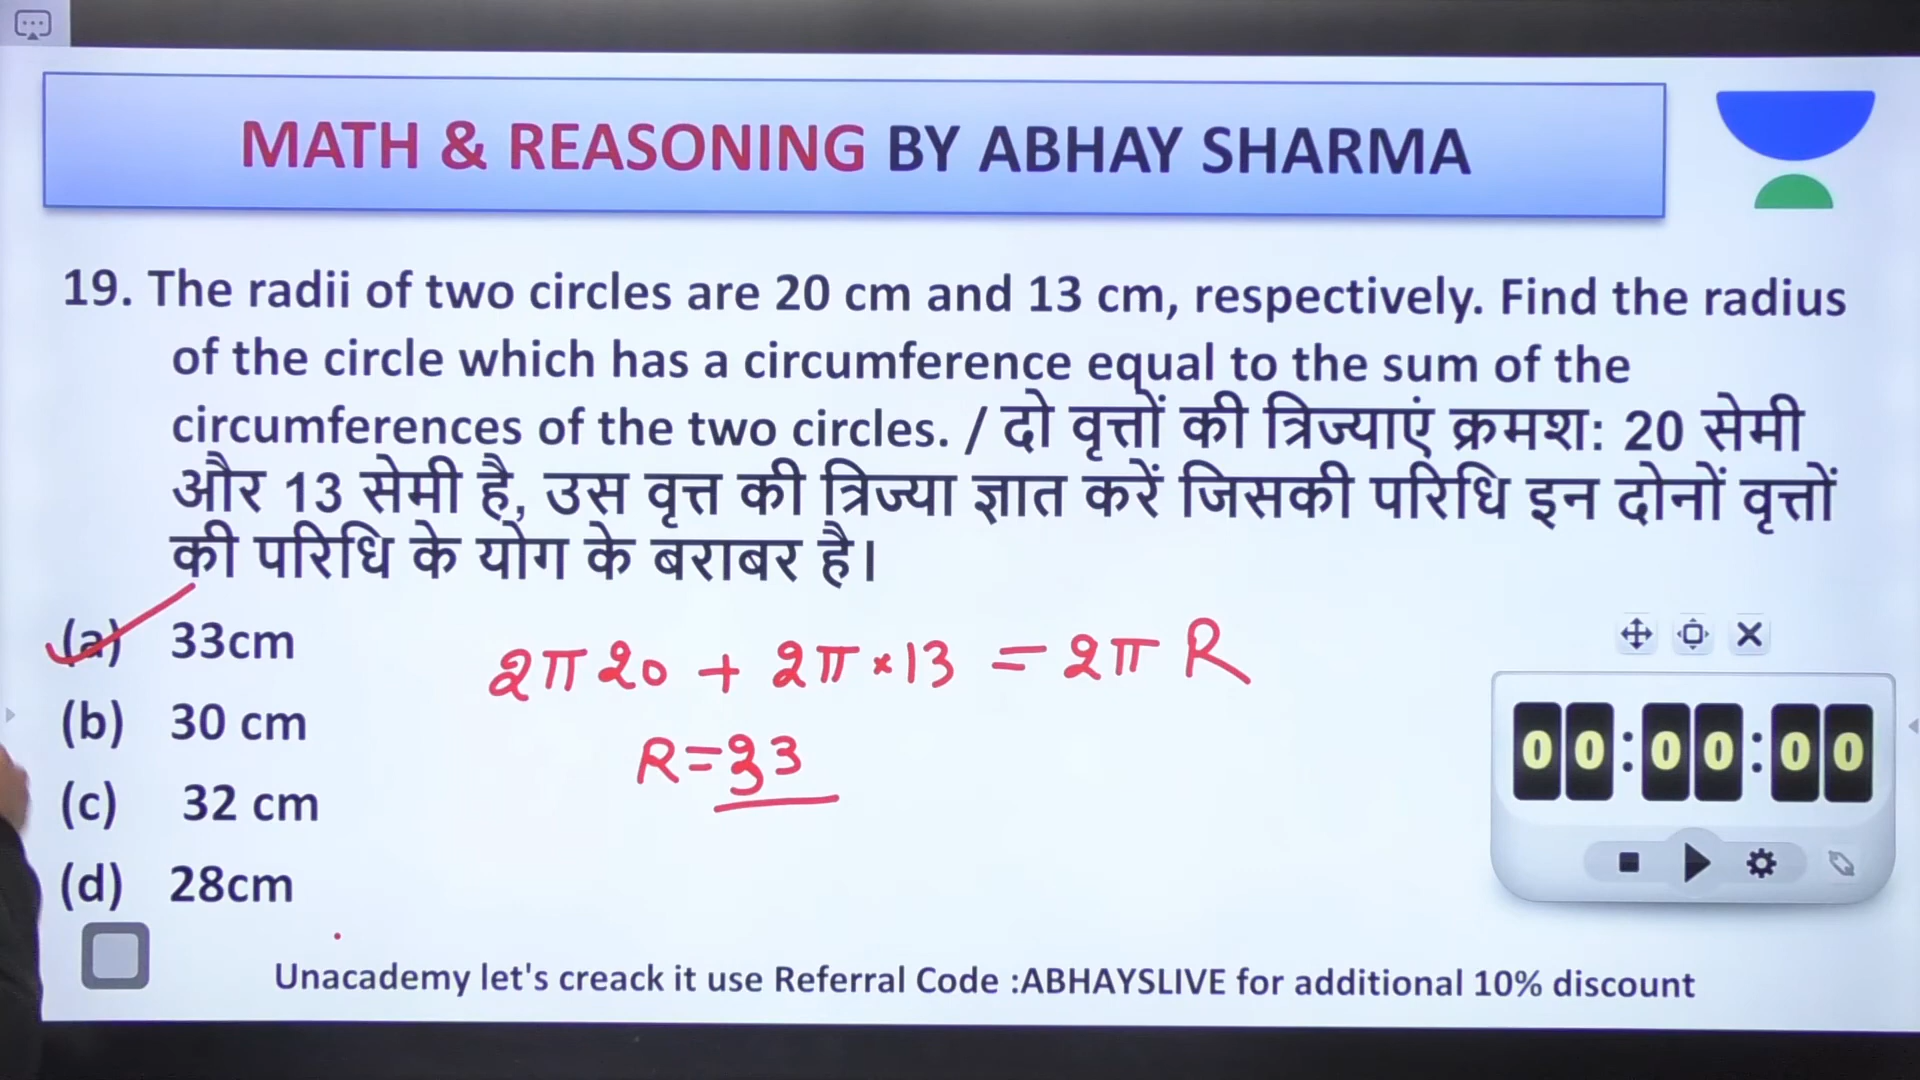 MATH & REASONING BY ABHAY SHARMA
19. The radii of two circles are 20 cm and 13 cm, respectively. Find the radius
of the circle which has a circumference equal to the sum of the
circumferences of the two circles. / दो वृत्तों की त्रिज्याएं क्रमश: 20 सेमी
और 13 सेमी है, उस वृत्त की त्रिज्या ज्ञात करें जिसकी परिधि इन दोनों वृत्तों
की परिधि के योग के बराबर है।
(a) 33cm
(b) 30 cm
(c) 32 cm
(d) 28cm
2π 20 + 2π × 13 = 2π R
R = 33
00:00:00
Unacademy let's creack it use Referral Code :ABHAYSLIVE for additional 10% discount